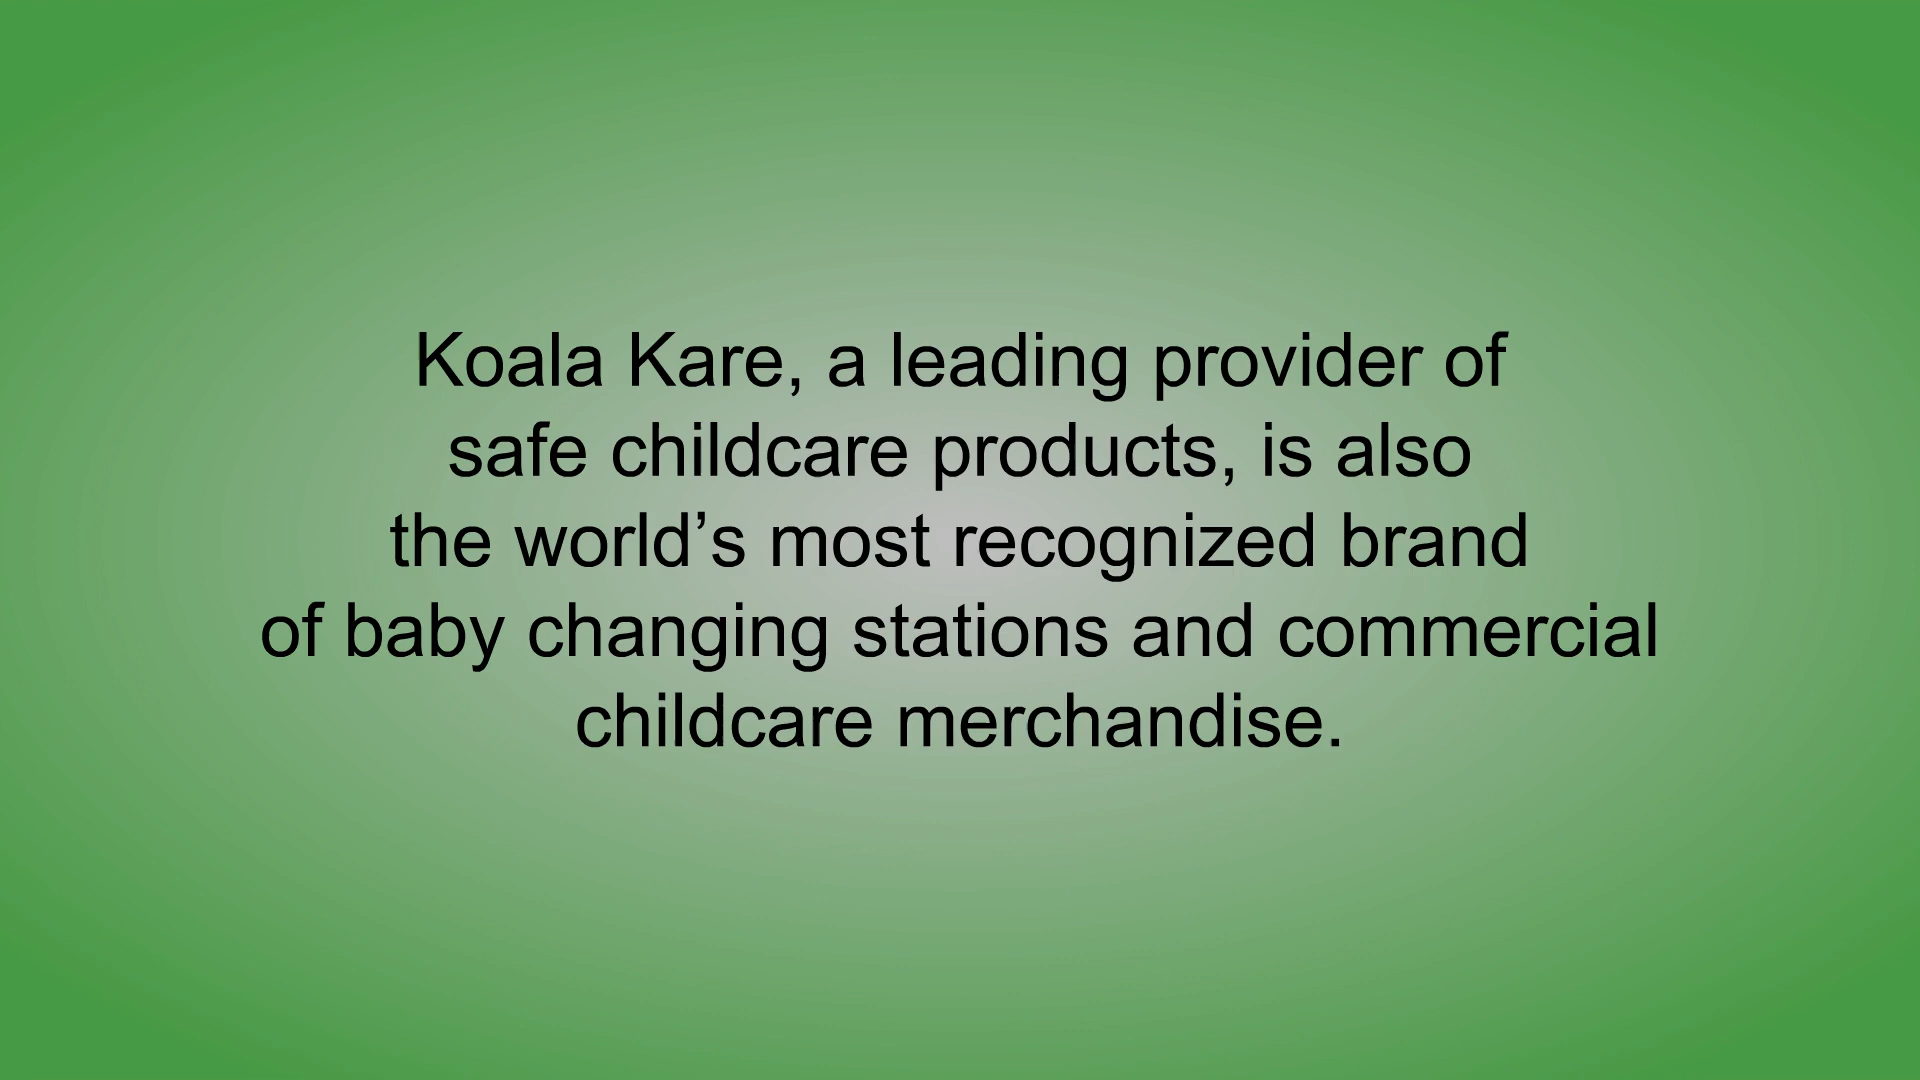 Koala Kare, a leading provider of
safe childcare products, is also
the world’s most recognized brand
of baby changing stations and commercial
childcare merchandise.